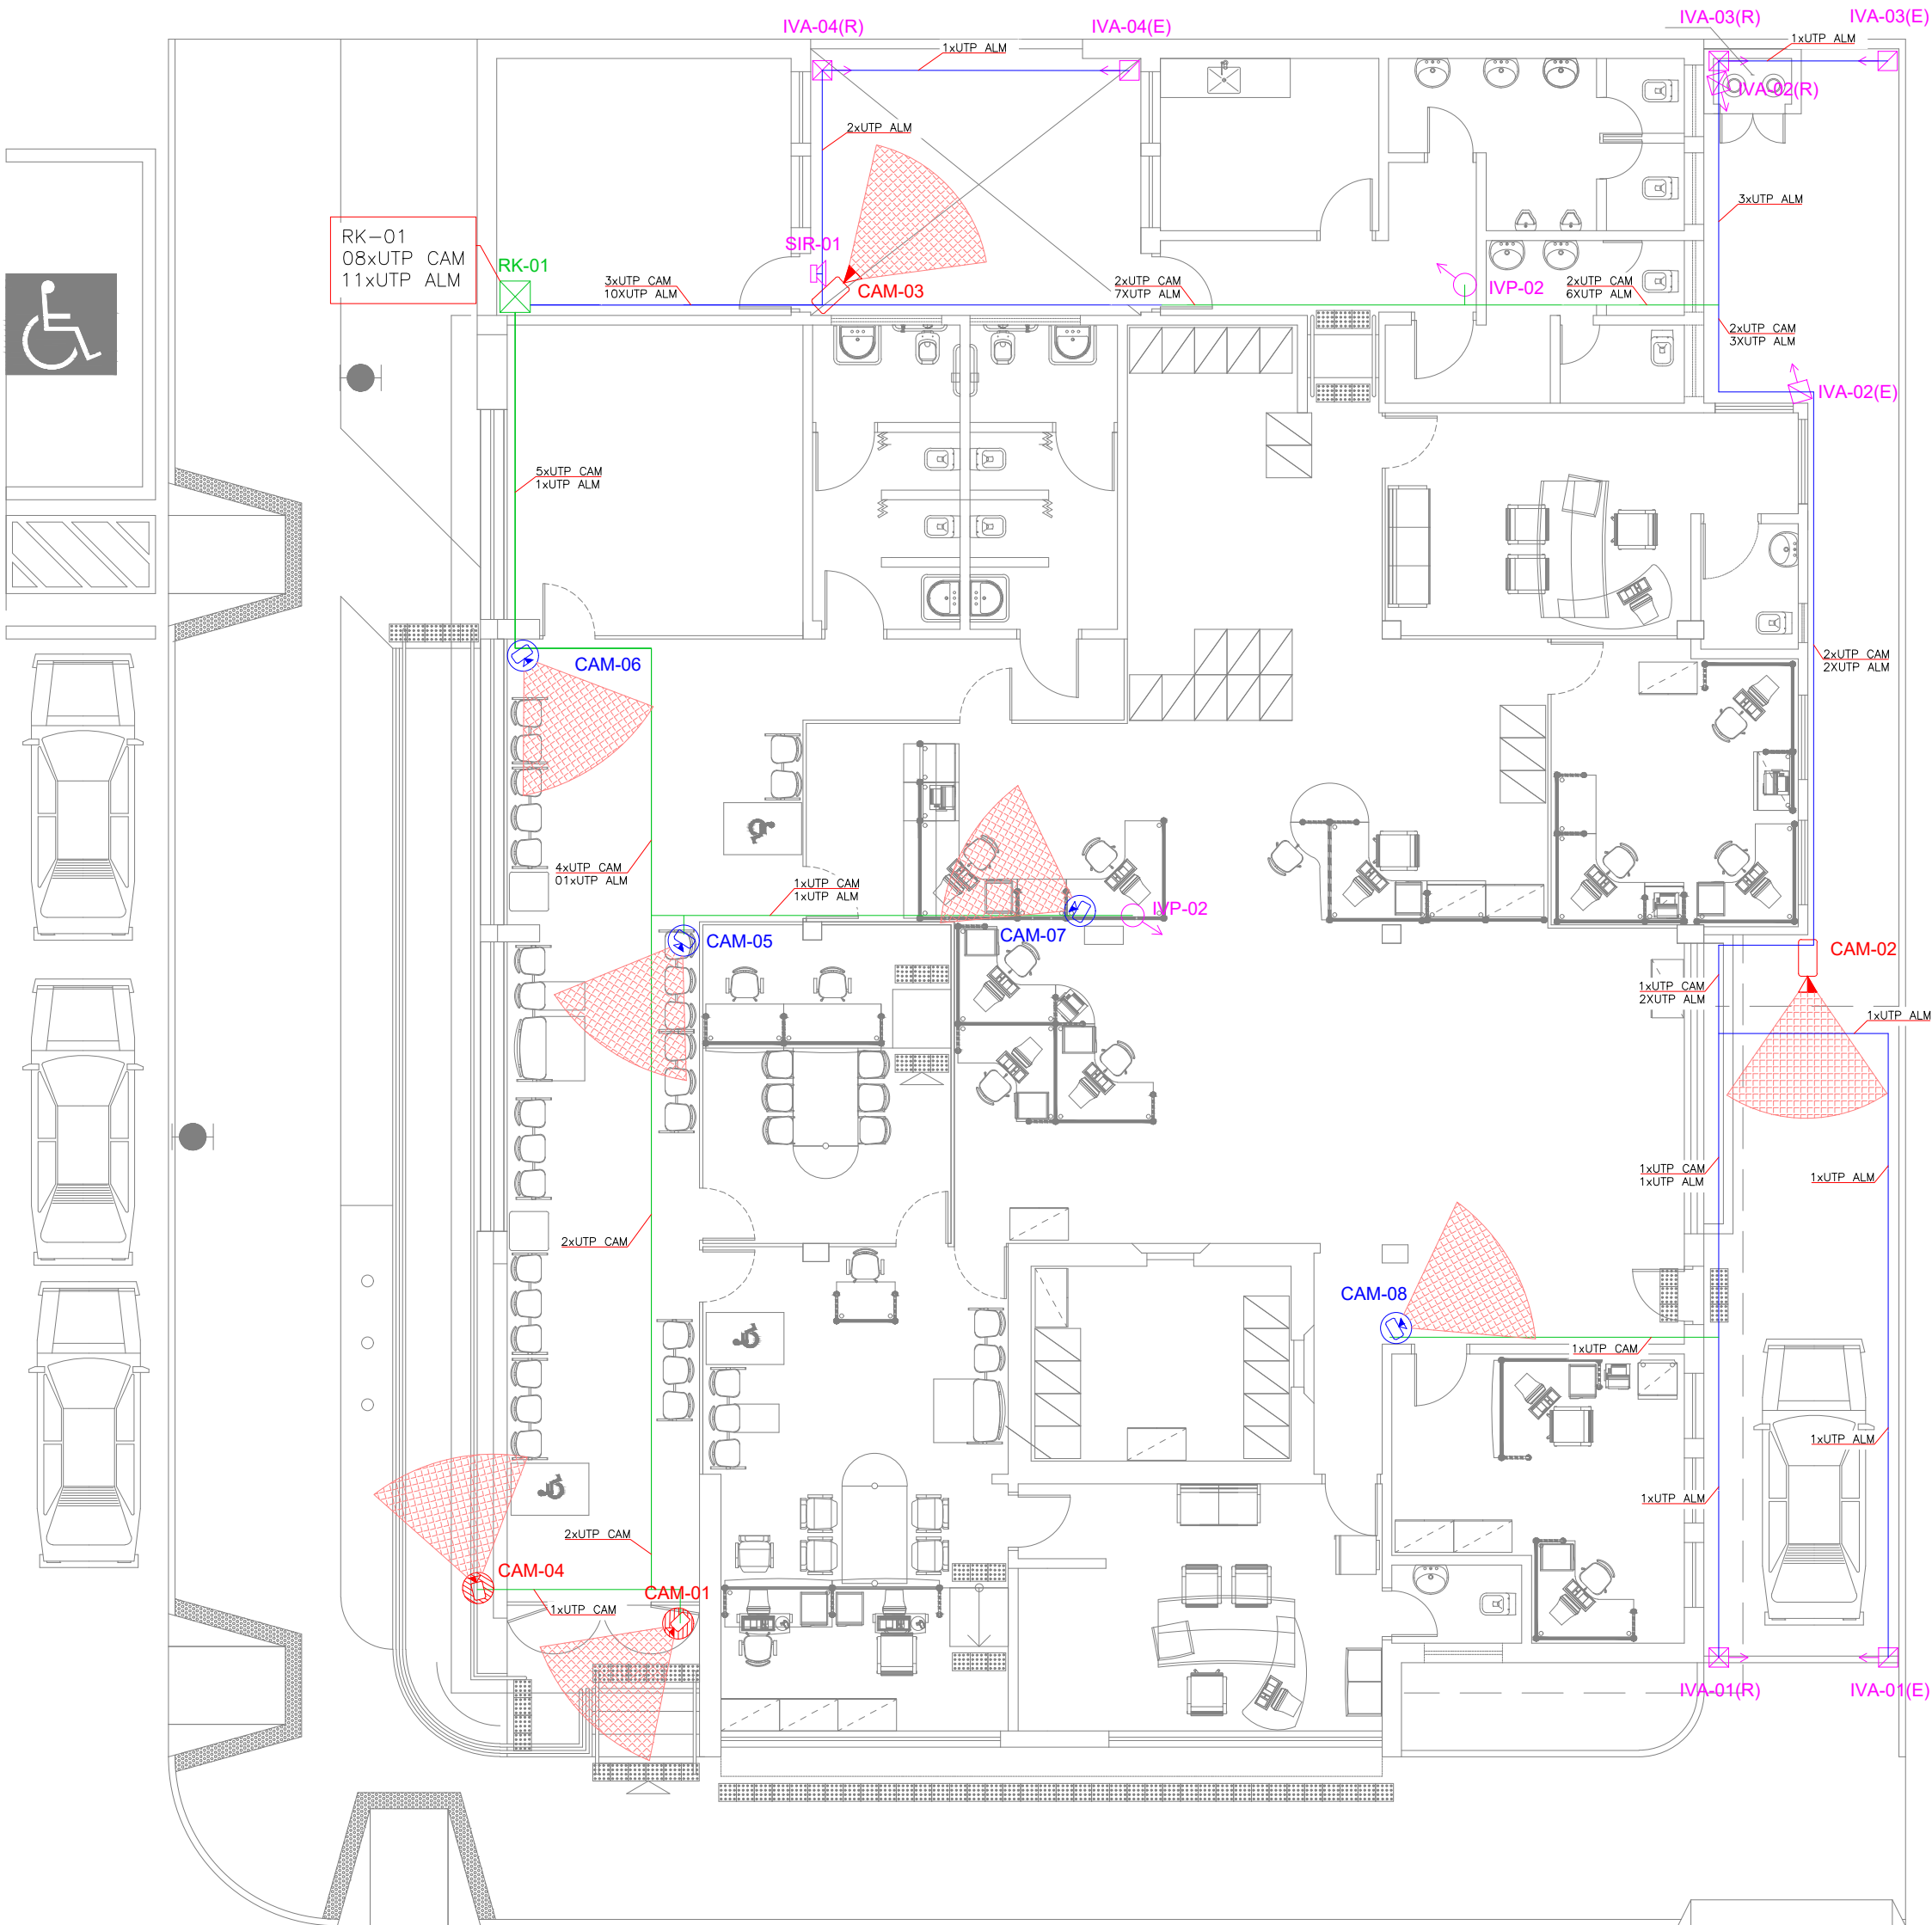 IVA-04(R)
IVA-04(E)
IVA-03(R)
IVA-03(E)
1xUTP ALM
1xUTP ALM
IVA-02(R)
2xUTP ALM
3xUTP ALM
RK-01
08xUTP CAM
11xUTP ALM
SIR-01
RK-01
3xUTP CAM
10XUTP ALM
CAM-03
2xUTP CAM
7XUTP ALM
IVP-02
2xUTP CAM
6XUTP ALM
2xUTP CAM
3XUTP ALM
IVA-02(E)
5xUTP CAM
1xUTP ALM
CAM-06
2xUTP CAM
2XUTP ALM
4xUTP CAM
01xUTP ALM
1xUTP CAM
1xUTP ALM
IVP-02
CAM-05
CAM-07
CAM-02
1xUTP CAM
2XUTP ALM
1xUTP ALM
1xUTP CAM
1xUTP ALM
1xUTP ALM
2xUTP CAM
CAM-08
1xUTP CAM
1xUTP ALM
1xUTP ALM
2xUTP CAM
CAM-04
CAM-01
1xUTP CAM
IVA-01(R)
IVA-01(E)